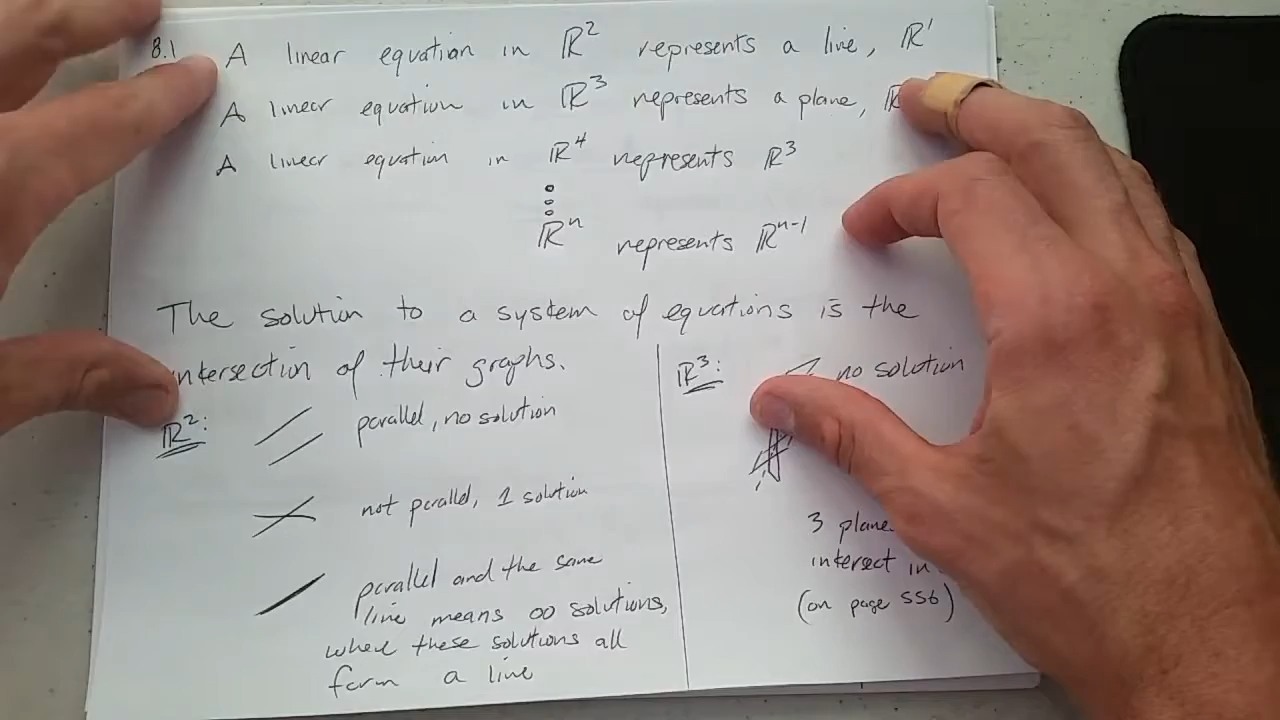 8.1 A linear equation in ℝ² represents a line, ℝ¹
A linear equation in ℝ³ represents a plane,
A linear equation in ℝ⁴ represents ℝ³
ℝⁿ represents ℝⁿ⁻¹
The solution to a system of equations is the
intersection of their graphs.
ℝ²:
parallel, no solution
not parallel, 1 solution
parallel and the same
line means ∞ solutions,
where these solutions all
form a line
ℝ³:
no solution
3 plane
intersect in
(on page 556)